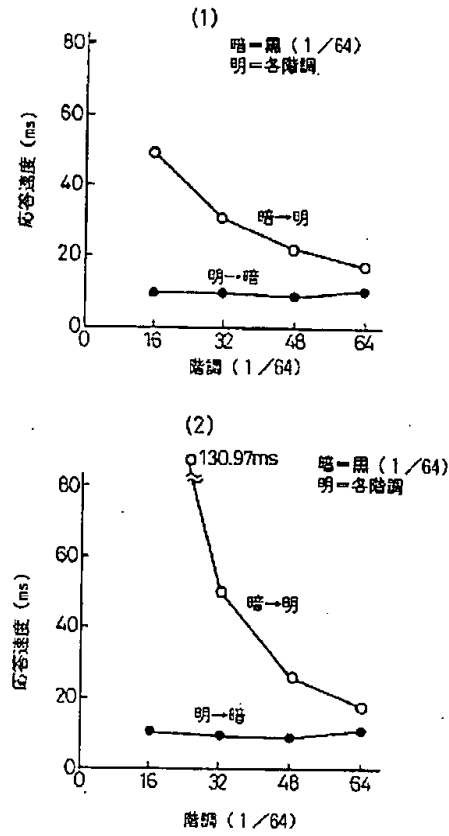 (1)
暗=黒(1/64)
明=各階調
80
60
40
20
0
応答速度(ms)
暗→明
明→暗
0 16 32 48 64
階調(1/64)
(2)
130.97ms
暗=黒(1/64)
明=各階調
80
60
40
20
0
応答速度(ms)
暗→明
明→暗
0 16 32 48 64
階調(1/64)